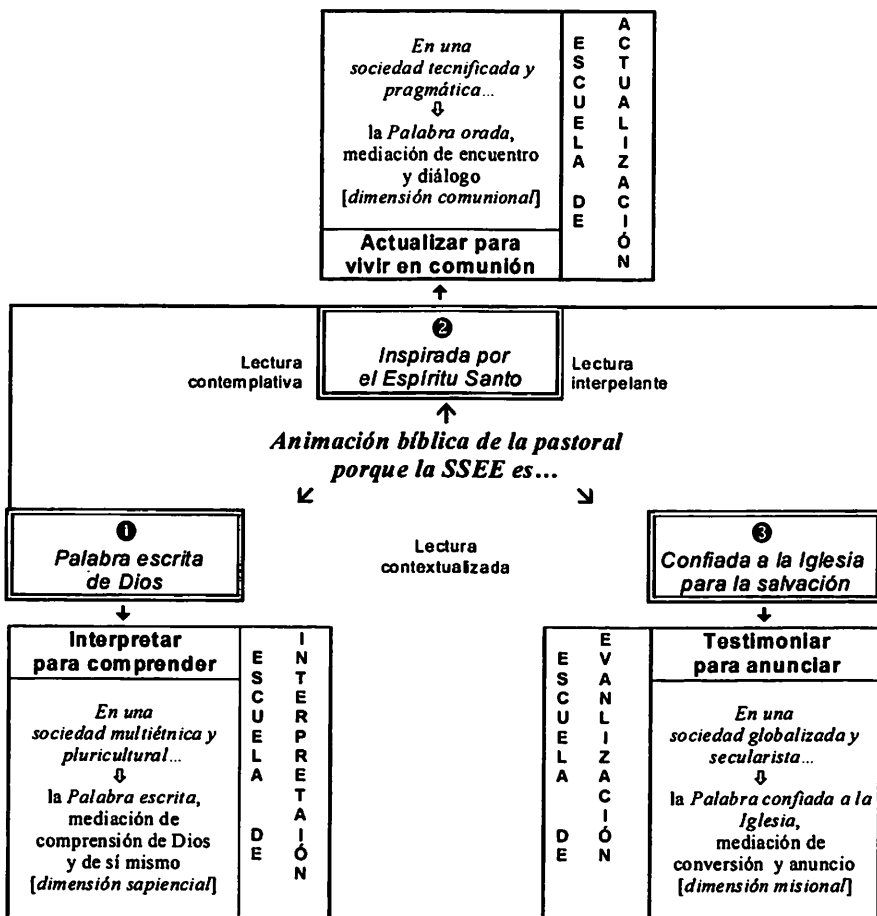 En una
sociedad tecnificada y
pragmática...
⇩
la Palabra orada,
mediación de encuentro
y diálogo
[dimensión comunional]
Actualizar para
vivir en comunión
ESCUELA DE
ACTUALIZACIÓN
❷
Inspirada por
el Espíritu Santo
Lectura
contemplativa
Lectura
interpelante
Animación bíblica de la pastoral
porque la SSEE es...
❶
Palabra escrita
de Dios
Lectura
contextualizada
❸
Confiada a la Iglesia
para la salvación
Interpretar
para comprender
En una
sociedad multiétnica y
pluricultural...
⇩
la Palabra escrita,
mediación de
comprensión de Dios
y de sí mismo
[dimensión sapiencial]
ESCUELA DE
INTERPRETAIÓN
ESCUELA DE
EVANLIZACIÓN
Testimoniar
para anunciar
En una
sociedad globalizada y
secularista...
⇩
la Palabra confiada a la
Iglesia,
mediación de
conversión y anuncio
[dimensión misional]